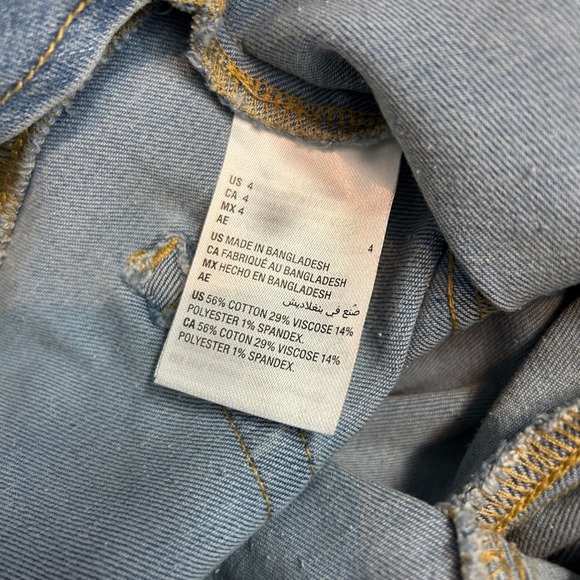 US 4
CA 4
MX 4
AE 4
US MADE IN BANGLADESH
CA FABRIQUÉ AU BANGLADESH
MX HECHO EN BANGLADESH
AE صُنع في بنغلاديش
US 56% COTTON 29% VISCOSE 14%
POLYESTER 1% SPANDEX.
CA 56% COTON 29% VISCOSE 14%
POLYESTER 1% SPANDEX.